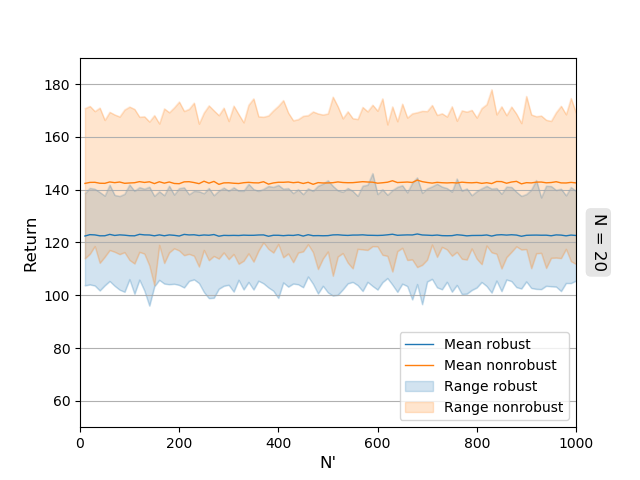 180
160
140
120
100
80
60
Return
0 200 400 600 800 1000
N'
N = 20
Mean robust
Mean nonrobust
Range robust
Range nonrobust